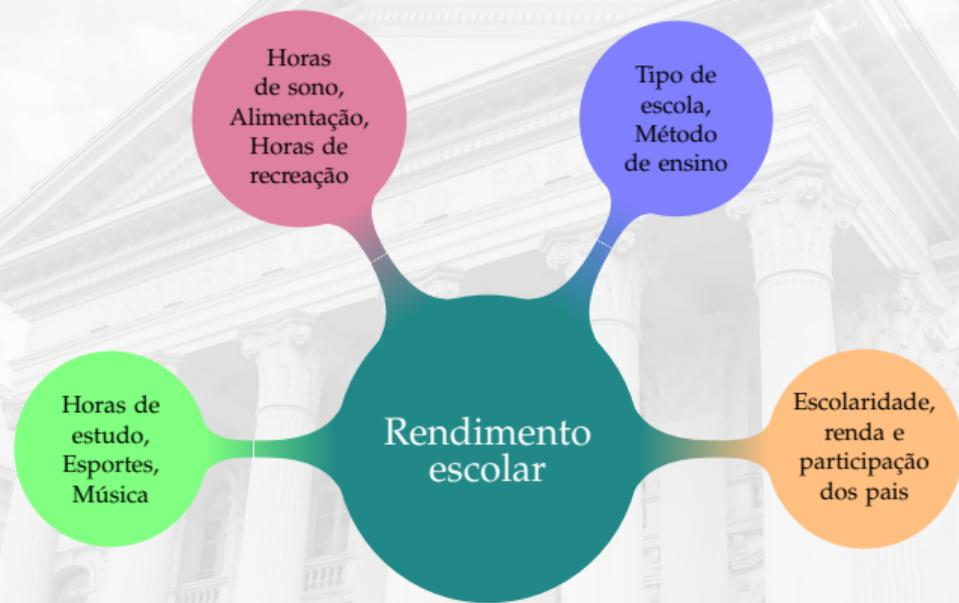 Horas
de sono,
Alimentação,
Horas de
recreação
Tipo de
escola,
Método
de ensino
Horas de
estudo,
Esportes,
Música
Rendimento
escolar
Escolaridade,
renda e
participação
dos pais